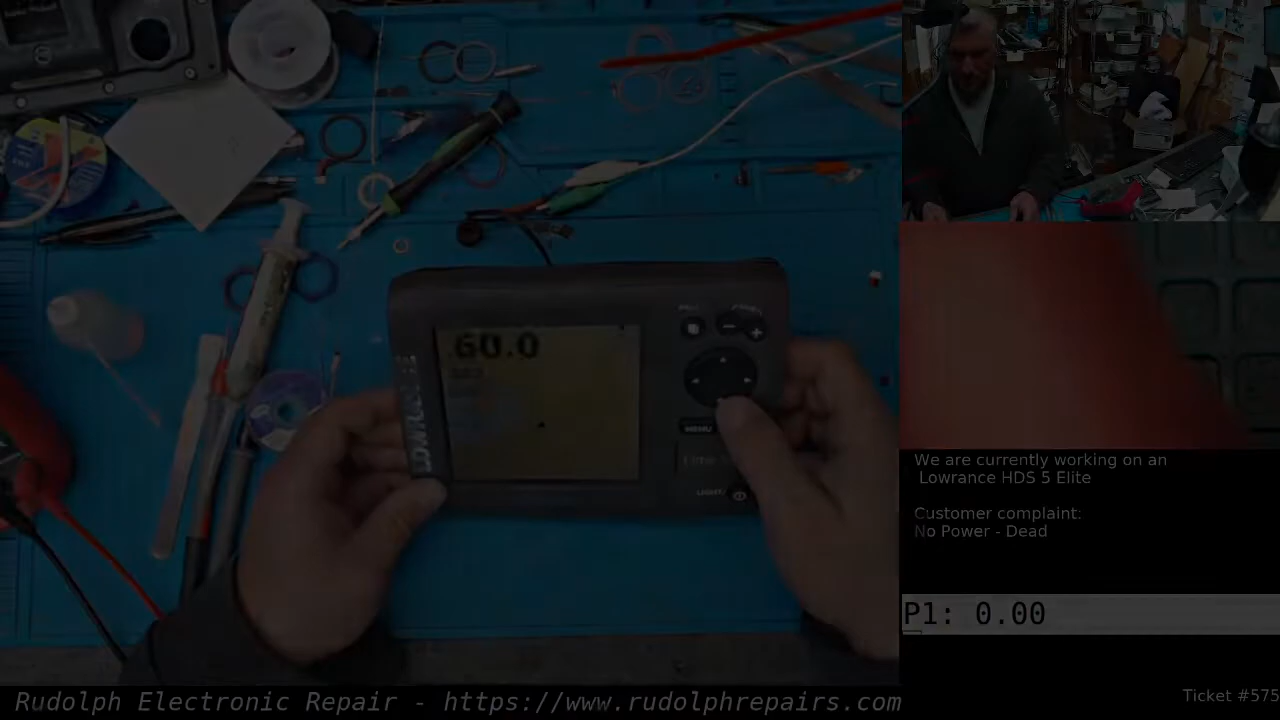 60.0
LOWRANCE
MENU
LIGHT
We are currently working on an
Lowrance HDS 5 Elite
Customer complaint:
No Power - Dead
P1: 0.00
Rudolph Electronic Repair - https://www.rudolphrepairs.com
Ticket #575